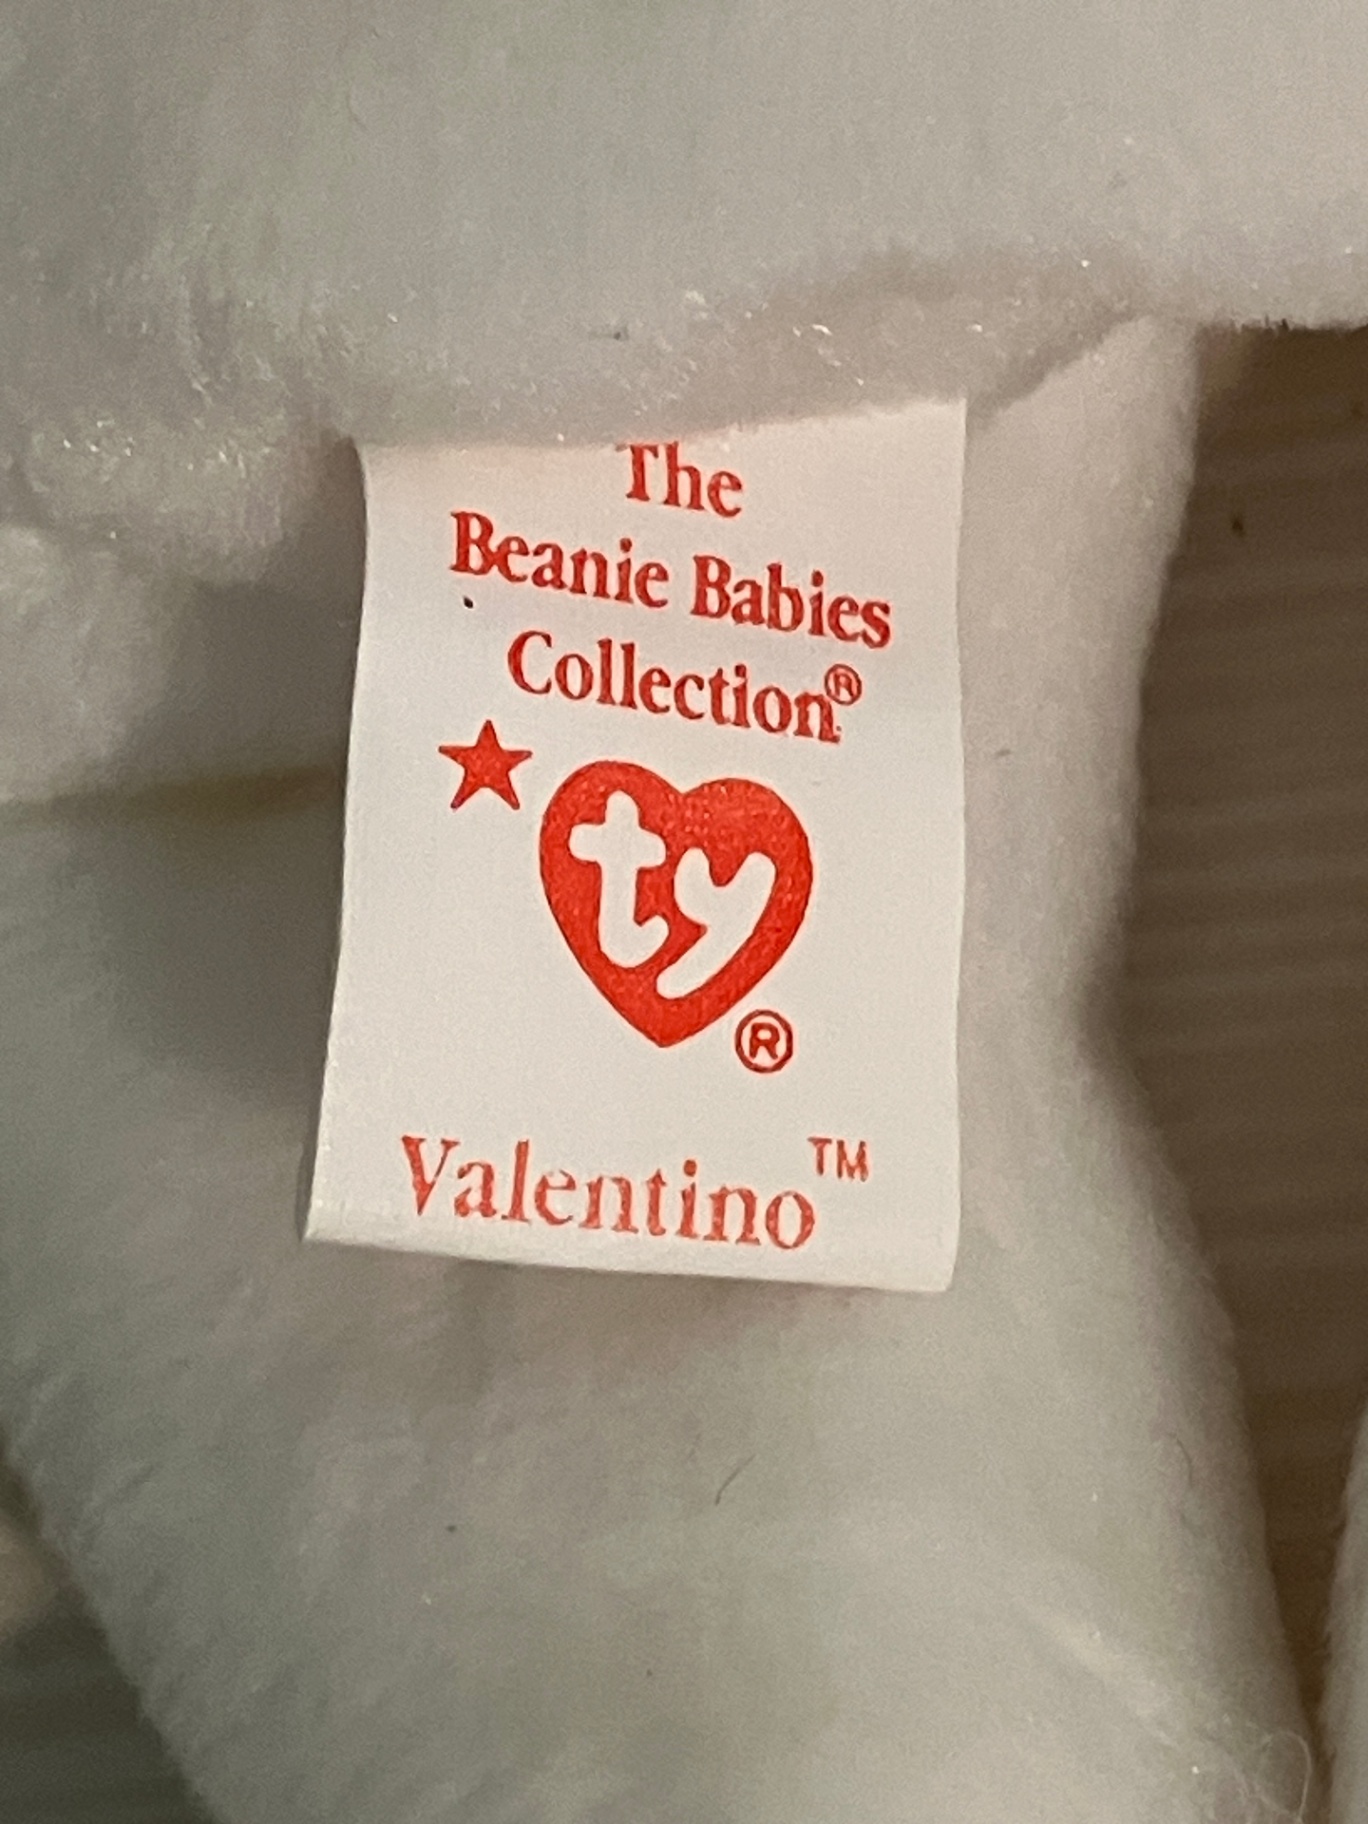 The
Beanie Babies
Collection®
ty
®
Valentino™